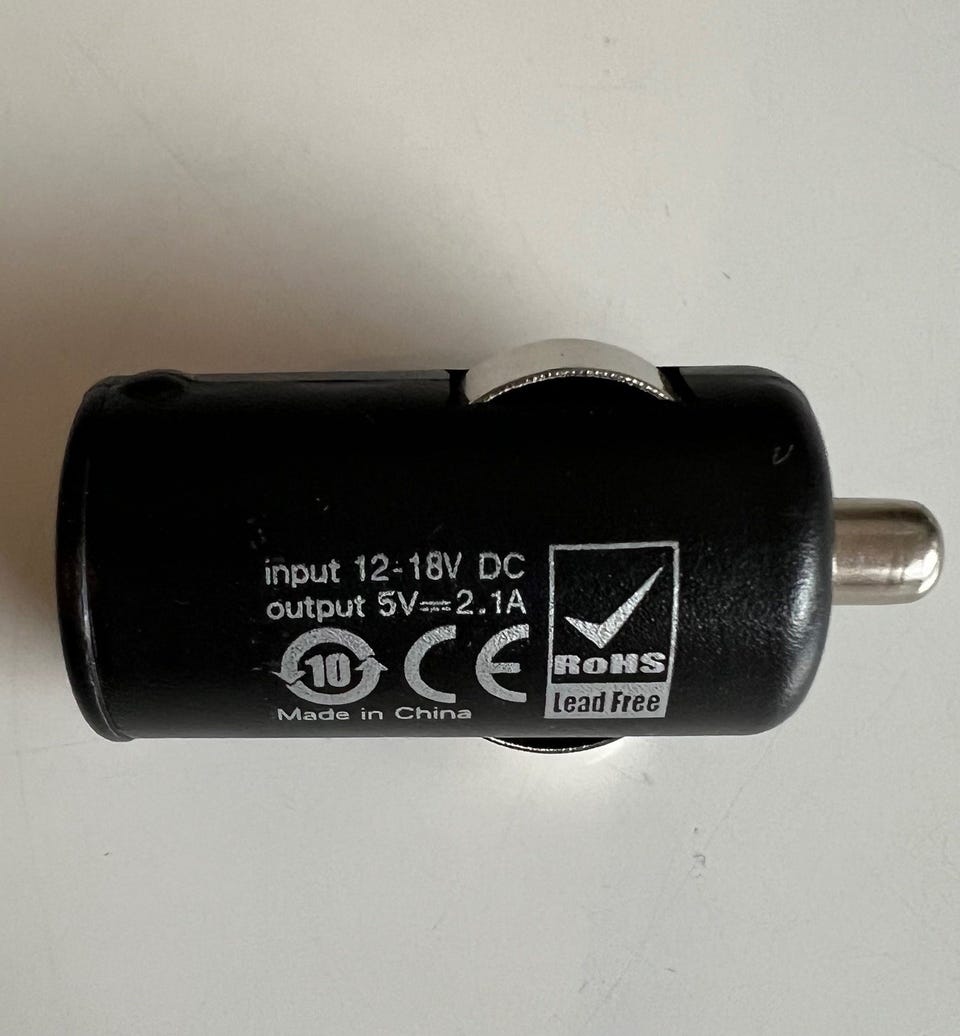 input 12-18V DC
output 5V⎓2.1A
10 CE
Made in China
RoHS
Lead Free